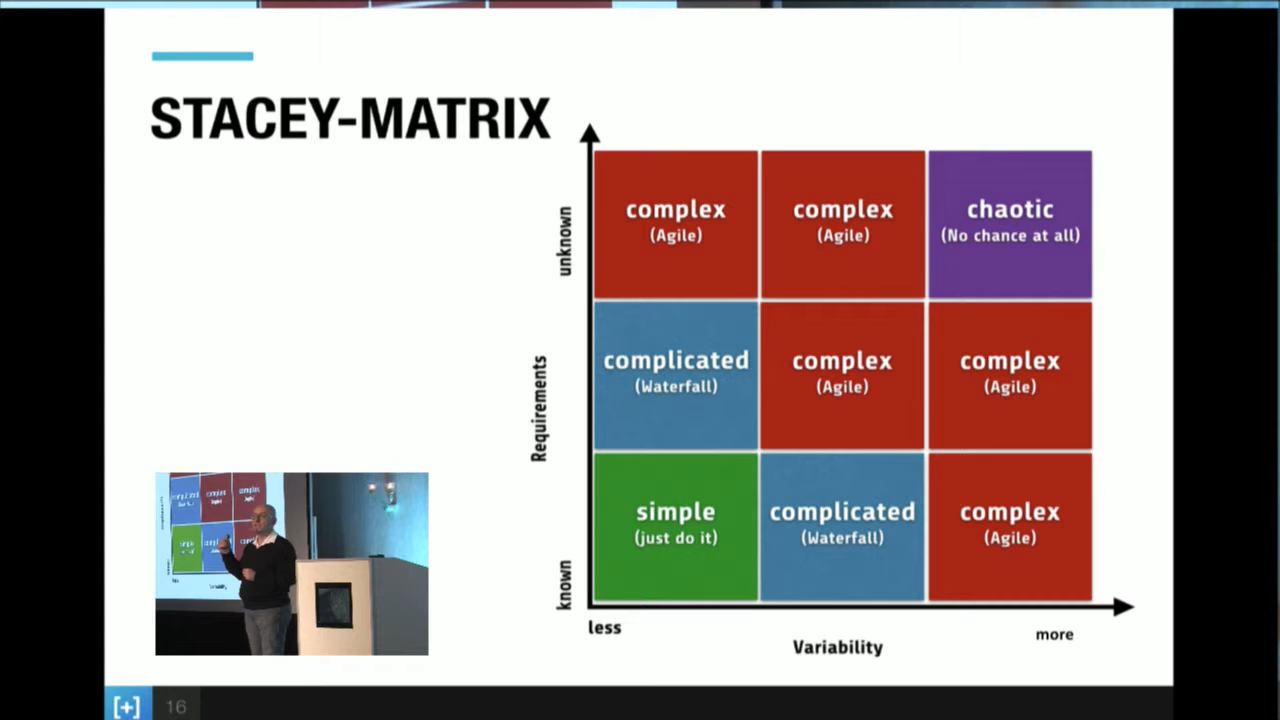 STACEY-MATRIX
unknown
Requirements
known
complex
(Agile)
complex
(Agile)
chaotic
(No chance at all)
complicated
(Waterfall)
complex
(Agile)
complex
(Agile)
simple
(just do it)
complicated
(Waterfall)
complex
(Agile)
less
Variability
more
[+]
16